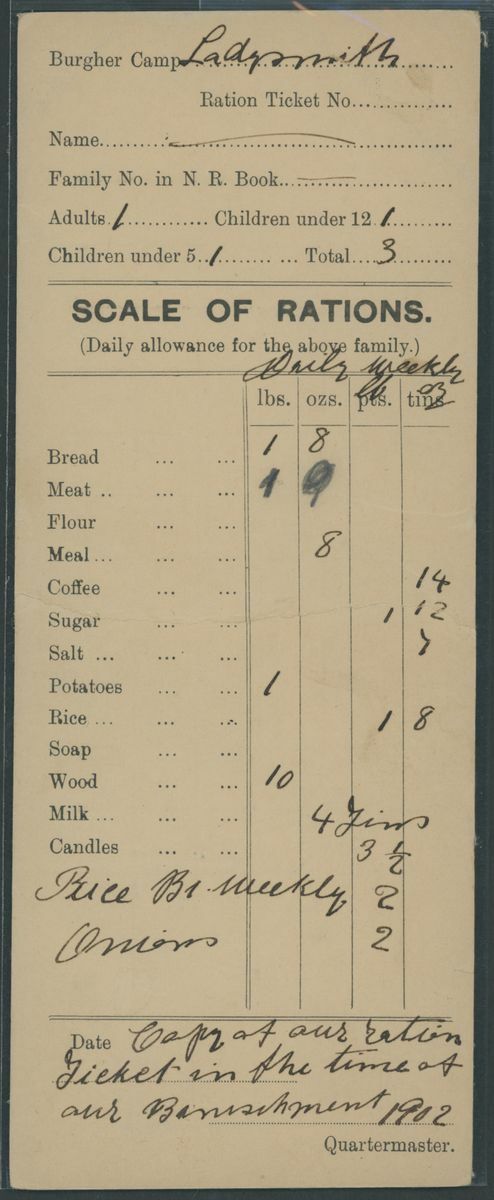 Burgher Camp Ladysmith
Ration Ticket No...............
Name..........................................
Family No. in N. R. Book..
Adults 1 ............ Children under 12 1
Children under 5..1........ ... Total....3
SCALE OF RATIONS.
(Daily allowance for the above family.)
Daily Weekly
lbs. ozs. pts. lb tins oz
Bread ... ... 1 8
Meat .. ... ... 1 9
Flour ... ...
Meal ... ... ... 8
Coffee ... ... 14
Sugar ... ... 1 12
Salt ... ... ... 7
Potatoes ... ... 1
Rice ... ... ... 1 8
Soap ... ...
Wood ... ... 10
Milk ... ... ... 4 Tins
Candles ... ... 3 1/2
Rice Bi-Weekly 2
Onions 2
Date Copy of our ration
Ticket in the time of
our Banischment 1902
Quartermaster.